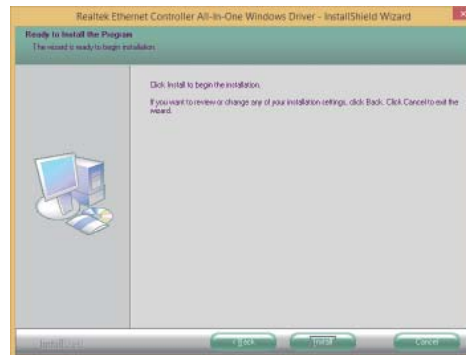 Realtek Ethernet Controller All-In-One Windows Driver - InstallShield Wizard
Ready to Install the Program
The wizard is ready to begin installation.
Click Install to begin the installation.
If you want to review or change any of your installation settings, click Back. Click Cancel to exit the
wizard.
InstallShield
< Back
Install
Cancel